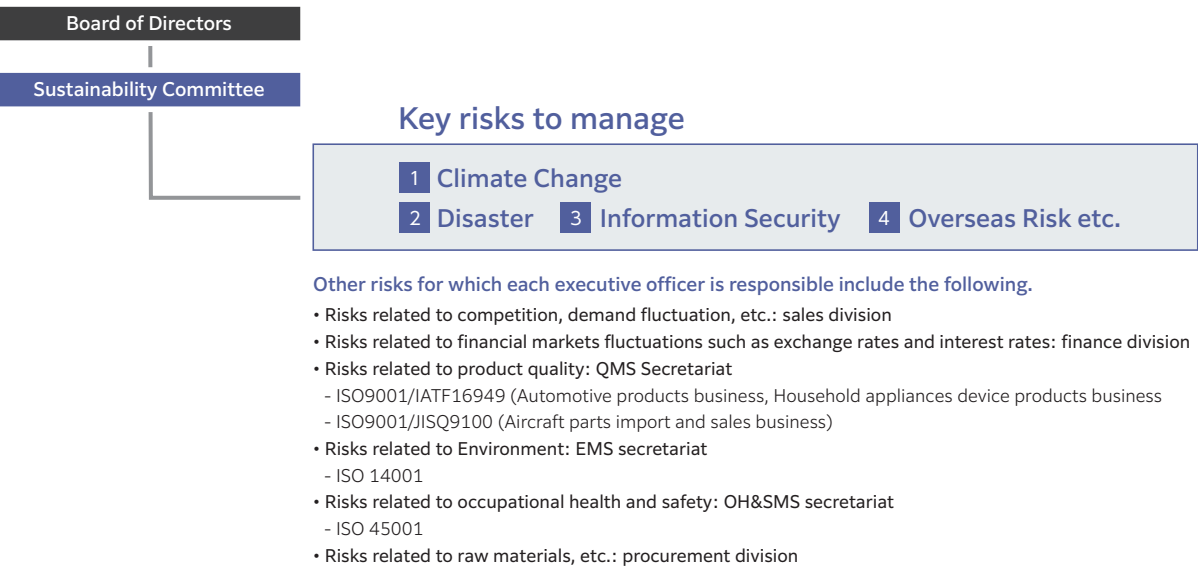 Board of Directors
Sustainability Committee
Key risks to manage
1 Climate Change
2 Disaster 3 Information Security 4 Overseas Risk etc.
Other risks for which each executive officer is responsible include the following.
• Risks related to competition, demand fluctuation, etc.: sales division
• Risks related to financial markets fluctuations such as exchange rates and interest rates: finance division
• Risks related to product quality: QMS Secretariat
- ISO9001/IATF16949 (Automotive products business, Household appliances device products business
- ISO9001/JISQ9100 (Aircraft parts import and sales business)
• Risks related to Environment: EMS secretariat
- ISO 14001
• Risks related to occupational health and safety: OH&SMS secretariat
- ISO 45001
• Risks related to raw materials, etc.: procurement division